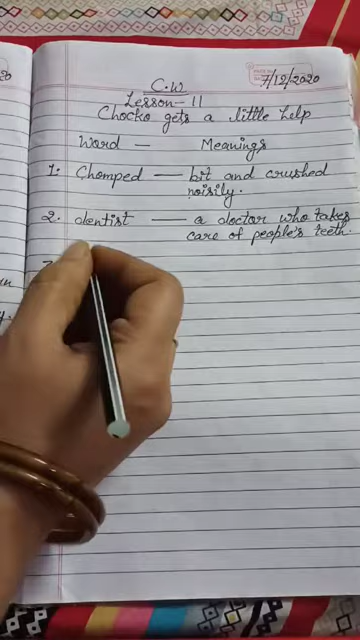 C.W
7/12/2020
Lesson-11
Chocko gets a little help
Word — Meanings
1. Chomped — bit and crushed
noisily.
2. dentist — a doctor who takes
care of people's teeth.